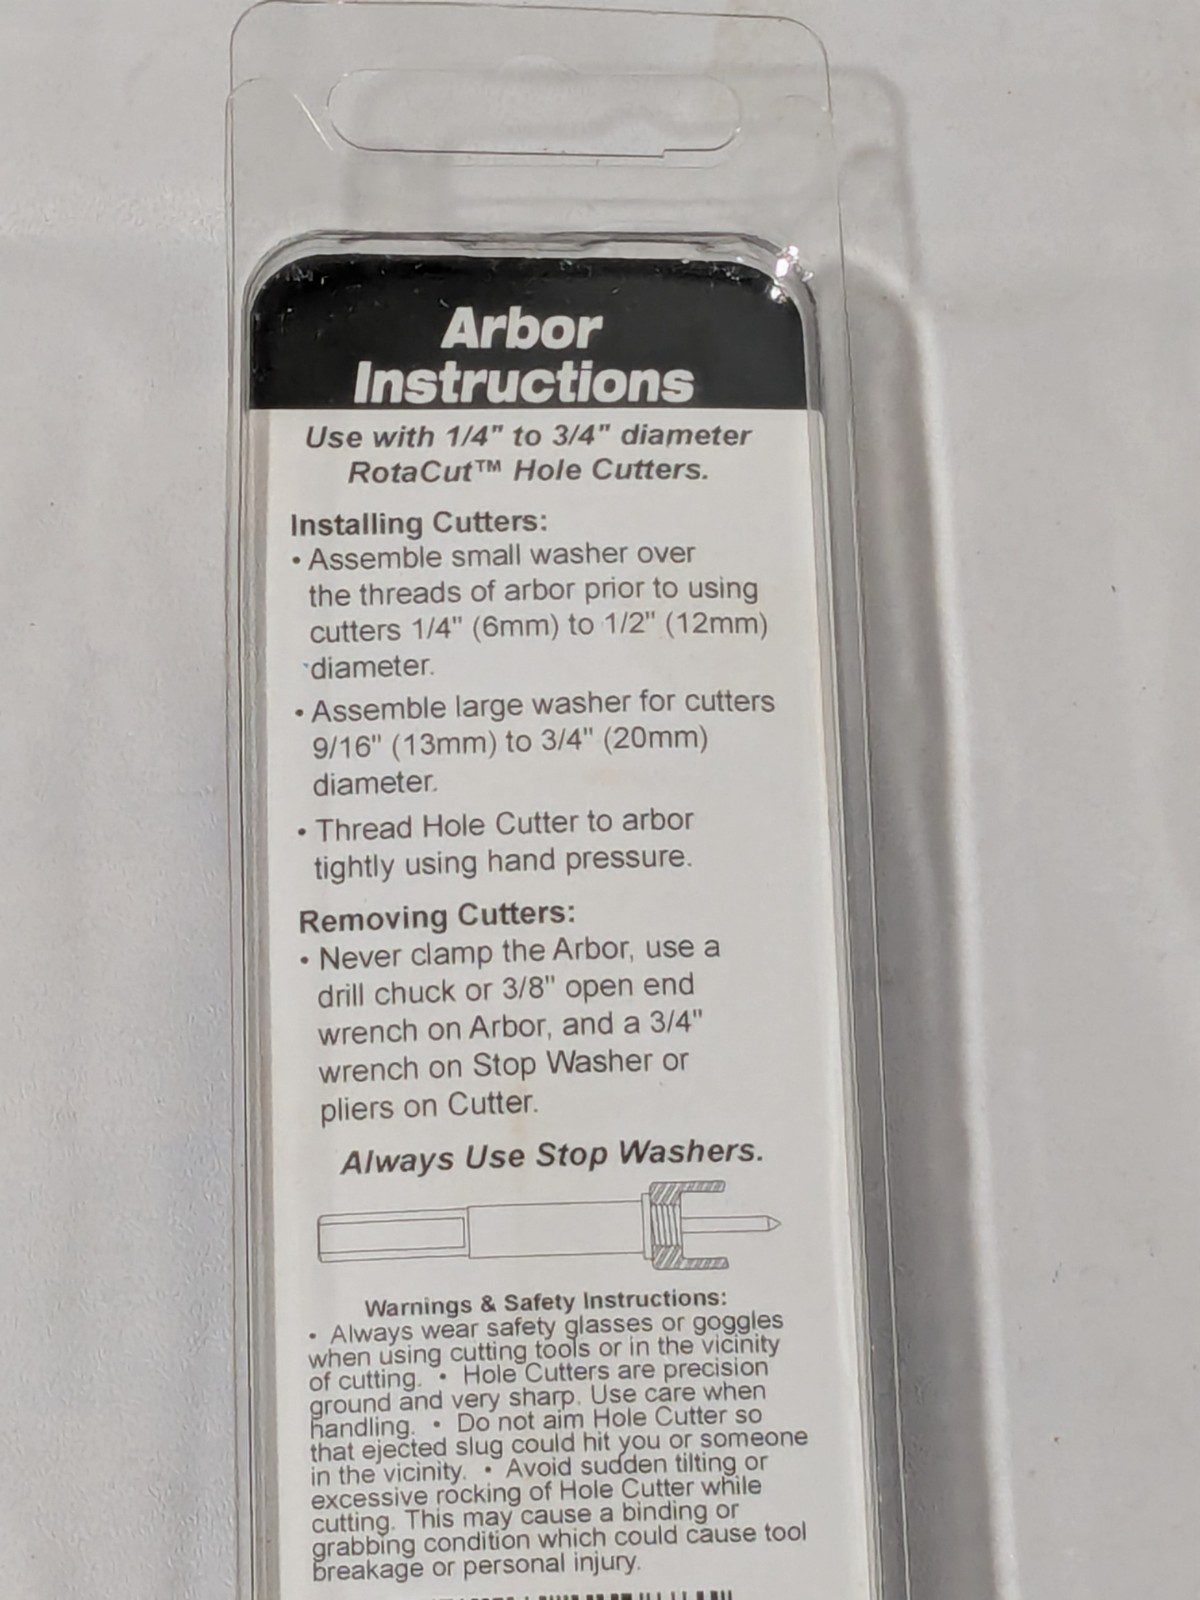 Arbor
Instructions
Use with 1/4" to 3/4" diameter
RotaCut™ Hole Cutters.
Installing Cutters:
• Assemble small washer over
the threads of arbor prior to using
cutters 1/4" (6mm) to 1/2" (12mm)
diameter.
• Assemble large washer for cutters
9/16" (13mm) to 3/4" (20mm)
diameter.
• Thread Hole Cutter to arbor
tightly using hand pressure.
Removing Cutters:
• Never clamp the Arbor, use a
drill chuck or 3/8" open end
wrench on Arbor, and a 3/4"
wrench on Stop Washer or
pliers on Cutter.
Always Use Stop Washers.
Warnings & Safety Instructions:
• Always wear safety glasses or goggles
when using cutting tools or in the vicinity
of cutting. • Hole Cutters are precision
ground and very sharp. Use care when
handling. • Do not aim Hole Cutter so
that ejected slug could hit you or someone
in the vicinity. • Avoid sudden tilting or
excessive rocking of Hole Cutter while
cutting. This may cause a binding or
grabbing condition which could cause tool
breakage or personal injury.